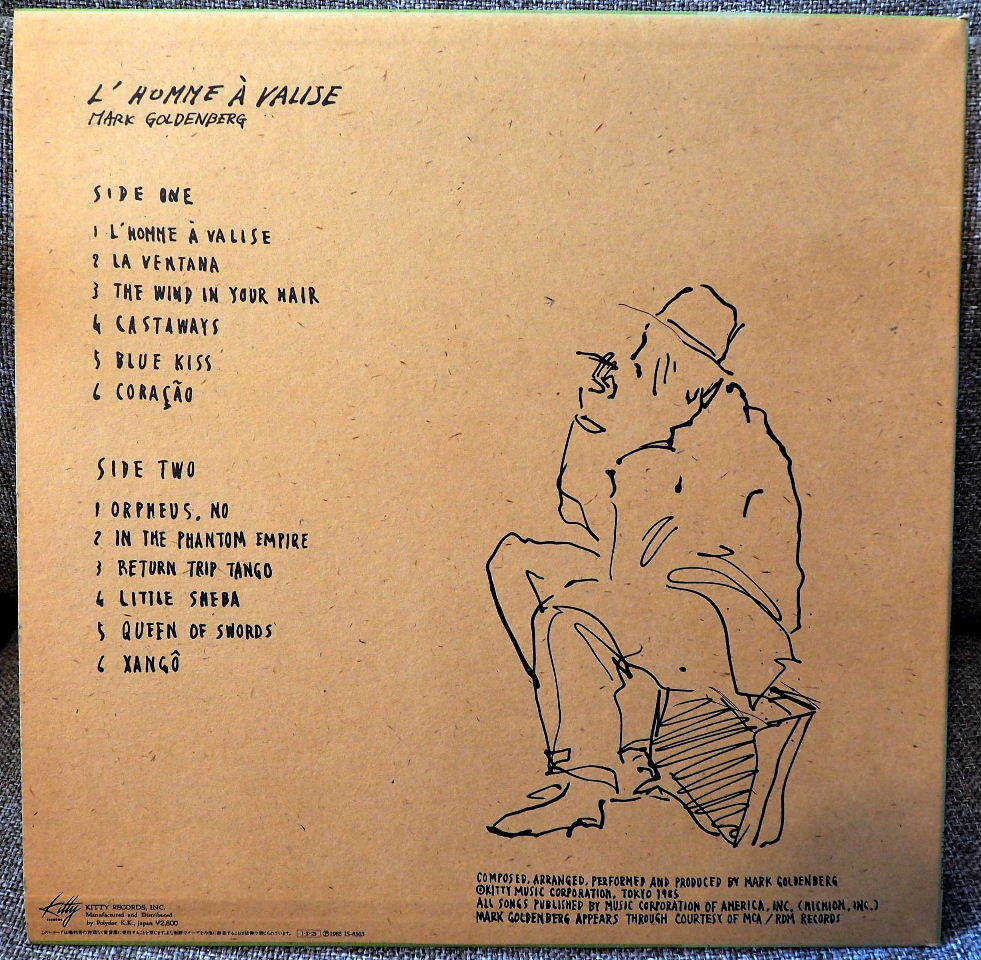 L'HOMME À VALISE
MARK GOLDENBERG
SIDE ONE
1 L'HOMME À VALISE
2 LA VENTANA
3 THE WIND IN YOUR HAIR
4 CASTAWAYS
5 BLUE KISS
6 CORAÇÃO
SIDE TWO
1 ORPHEUS, NO
2 IN THE PHANTOM EMPIRE
3 RETURN TRIP TANGO
4 LITTLE SHEBA
5 QUEEN OF SWORDS
6 XANGÔ
COMPOSED, ARRANGED, PERFORMED AND PRODUCED BY MARK GOLDENBERG
©KITTY MUSIC CORPORATION, TOKYO 1985
ALL SONGS PUBLISHED BY MUSIC CORPORATION OF AMERICA, INC. (MICHION, INC.)
MARK GOLDENBERG APPEARS THROUGH COURTESY OF MCA / RDM RECORDS
Kitty
KITTY RECORDS, INC.
Manufactured and Distributed
by Polydor K.K., Japan ¥2,800
Ⓟ1985